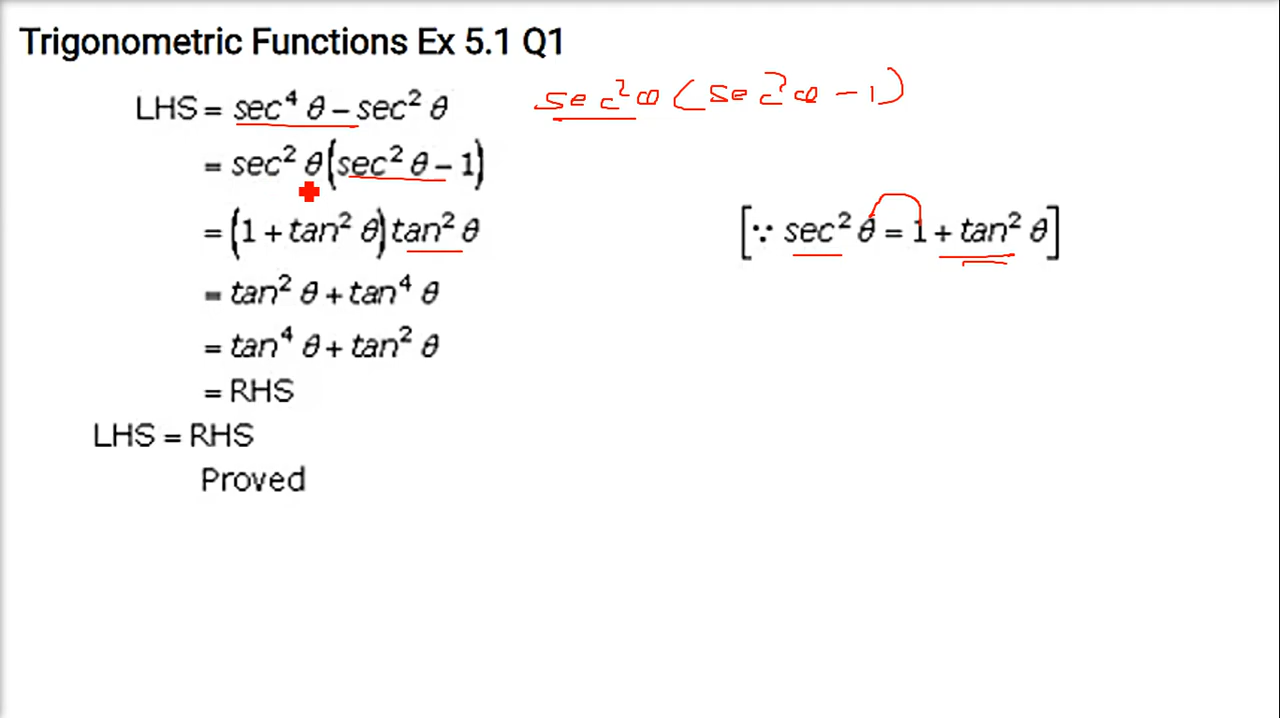 Trigonometric Functions Ex 5.1 Q1
LHS = sec⁴ θ – sec² θ
sec²θ (sec²θ – 1)
= sec² θ(sec² θ – 1)
= (1 + tan² θ) tan² θ
[∵ sec² θ = 1 + tan² θ]
= tan² θ + tan⁴ θ
= tan⁴ θ + tan² θ
= RHS
LHS = RHS
Proved